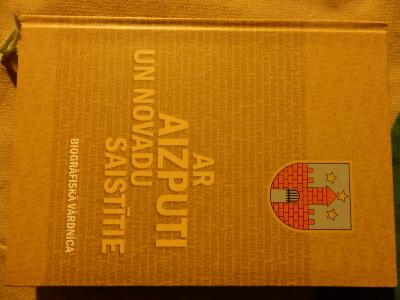 AR
AIZPUTI
UN NOVADU
SAISTĪTIE
BIOGRĀFISKĀ VĀRDNĪCA